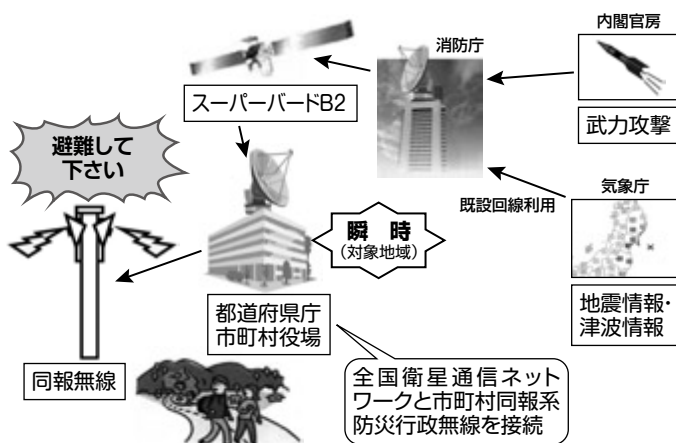 内閣官房
武力攻撃
消防庁
スーパーバードB2
避難して
下さい
既設回線利用
気象庁
地震情報・
津波情報
瞬 時
(対象地域)
都道府県庁
市町村役場
同報無線
全国衛星通信ネット
ワークと市町村同報系
防災行政無線を接続